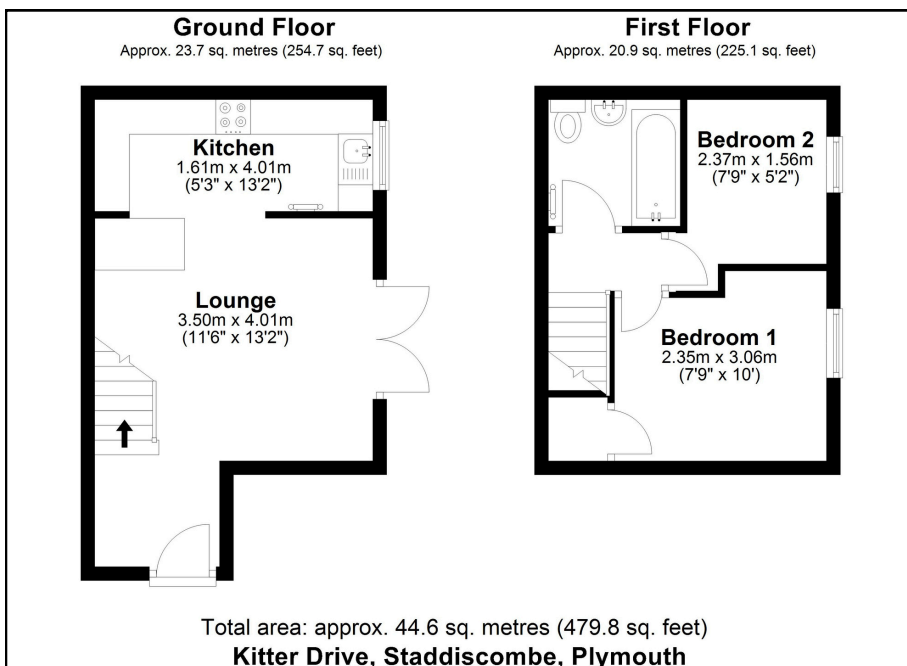 Ground Floor
Approx. 23.7 sq. metres (254.7 sq. feet)
Kitchen
1.61m x 4.01m
(5'3" x 13'2")
Lounge
3.50m x 4.01m
(11'6" x 13'2")
First Floor
Approx. 20.9 sq. metres (225.1 sq. feet)
Bedroom 2
2.37m x 1.56m
(7'9" x 5'2")
Bedroom 1
2.35m x 3.06m
(7'9" x 10')
Total area: approx. 44.6 sq. metres (479.8 sq. feet)
Kitter Drive, Staddiscombe, Plymouth